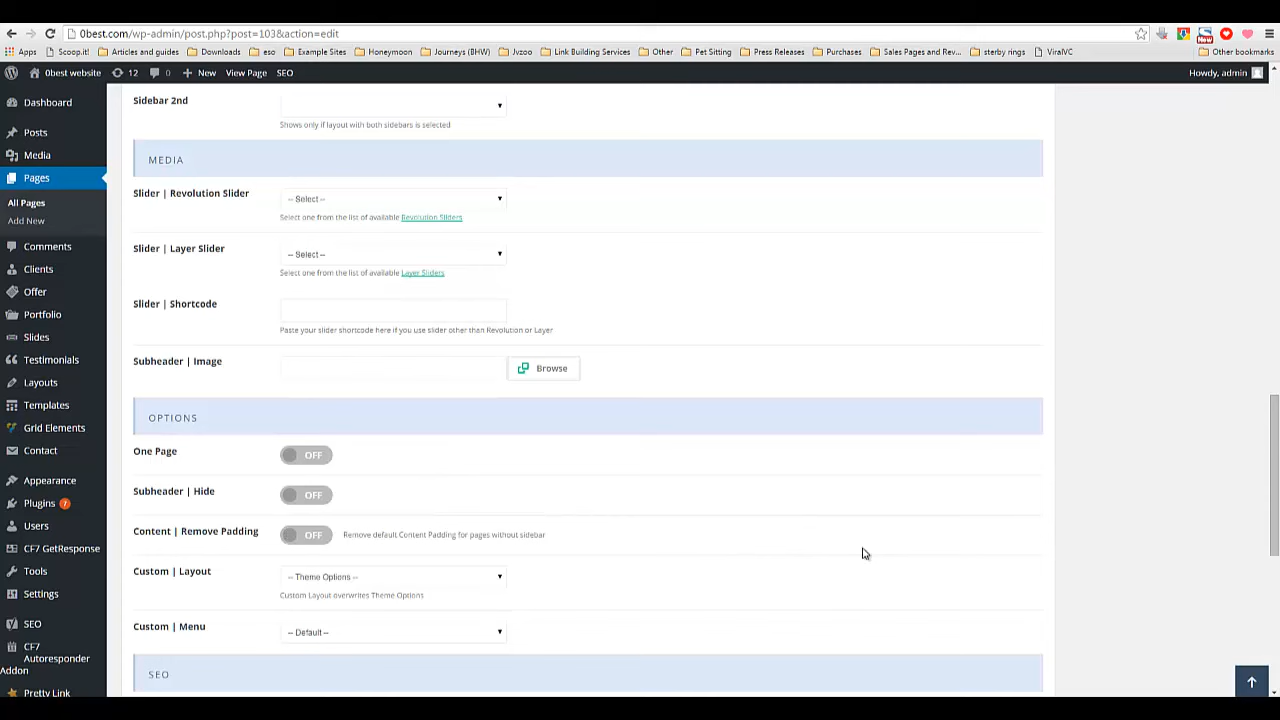 0best.com/wp-admin/post.php?post=103&action=edit
Apps Scoop.it! Articles and guides Downloads eso Example Sites Honeymoon Journeys (BHW) Jvzoo Link Building Services Other Pet Sitting Press Releases Purchases Sales Pages and Rev... sterby rings ViralVC Other bookmarks
New
0best website 12 0 New View Page SEO Howdy, admin
Dashboard
Posts
Media
Pages
All Pages
Add New
Comments
Clients
Offer
Portfolio
Slides
Testimonials
Layouts
Templates
Grid Elements
Contact
Appearance
Plugins 7
Users
CF7 GetResponse
Tools
Settings
SEO
CF7
Autoresponder
Addon
Pretty Link
Sidebar 2nd
Shows only if layout with both sidebars is selected
MEDIA
Slider | Revolution Slider
-- Select --
Select one from the list of available Revolution Sliders
Slider | Layer Slider
-- Select --
Select one from the list of available Layer Sliders
Slider | Shortcode
Paste your slider shortcode here if you use slider other than Revolution or Layer
Subheader | Image
Browse
OPTIONS
One Page
OFF
Subheader | Hide
OFF
Content | Remove Padding
OFF Remove default Content Padding for pages without sidebar
Custom | Layout
-- Theme Options --
Custom Layout overwrites Theme Options
Custom | Menu
-- Default --
SEO